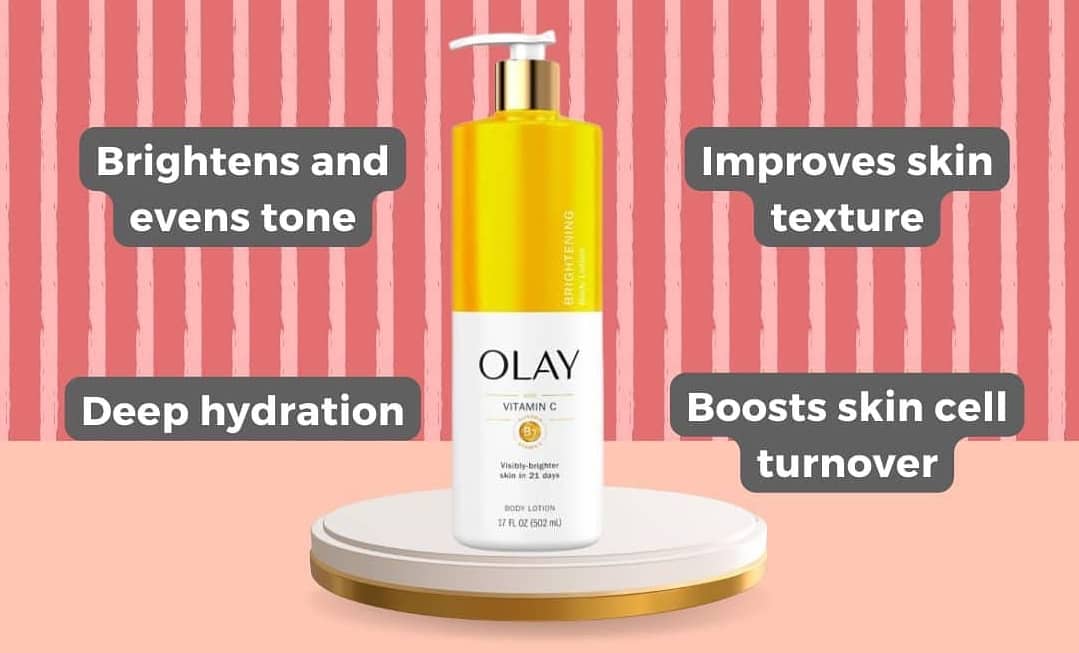 Brightens and
evens tone
Improves skin
texture
Deep hydration
Boosts skin cell
turnover
BRIGHTENING
Body Lotion
OLAY
VITAMIN C
B3
Visibly-brighter
skin in 21 days
BODY LOTION
17 FL OZ (502 mL)